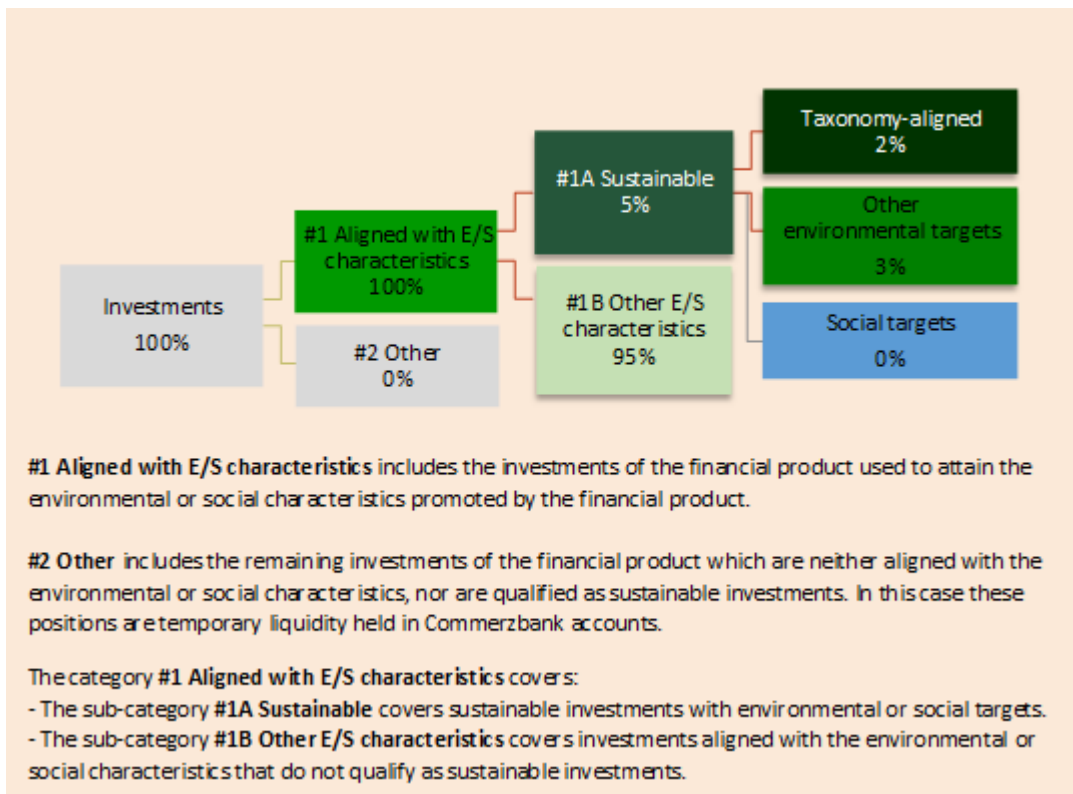 Investments
100%
#1 Aligned with E/S
characteristics
100%
#2 Other
0%
#1A Sustainable
5%
#1B Other E/S
characteristics
95%
Taxonomy-aligned
2%
Other
environmental targets
3%
Social targets
0%
#1 Aligned with E/S characteristics includes the investments of the financial product used to attain the
environmental or social characteristics promoted by the financial product.
#2 Other includes the remaining investments of the financial product which are neither aligned with the
environmental or social characteristics, nor are qualified as sustainable investments. In this case these
positions are temporary liquidity held in Commerzbank accounts.
The category #1 Aligned with E/S characteristics covers:
- The sub-category #1A Sustainable covers sustainable investments with environmental or social targets.
- The sub-category #1B Other E/S characteristics covers investments aligned with the environmental or
social characteristics that do not qualify as sustainable investments.